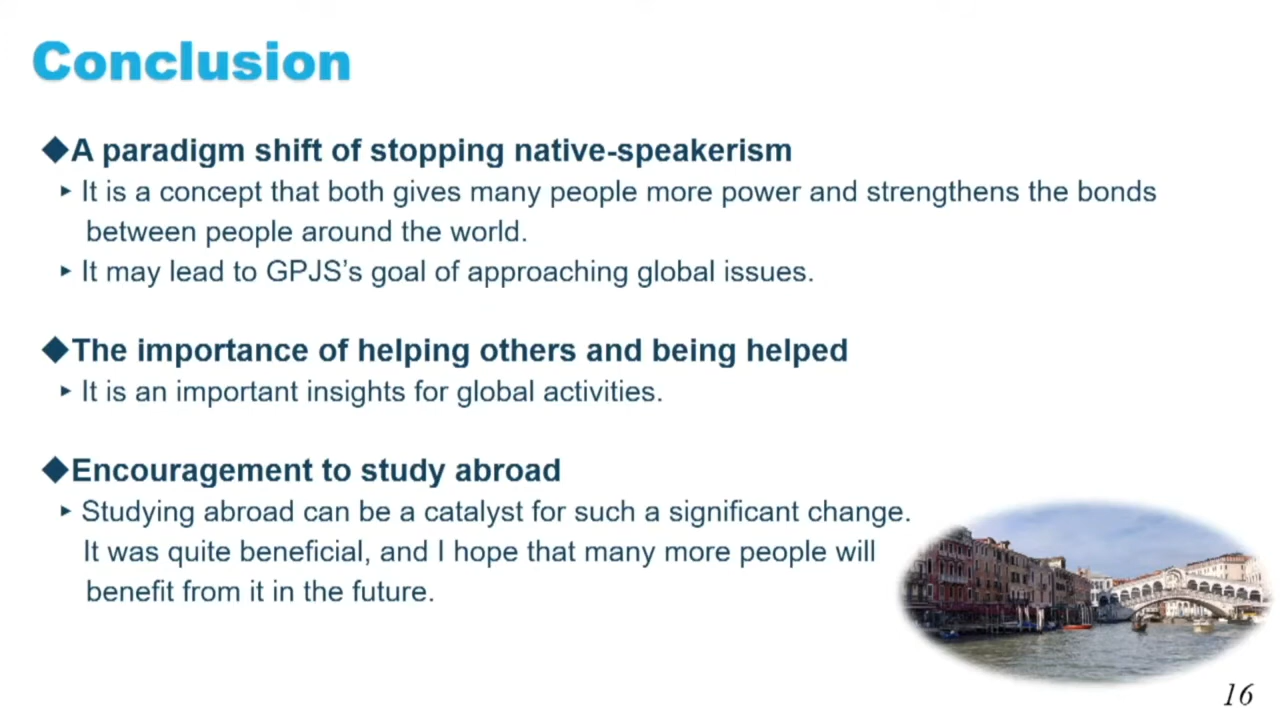 Conclusion
◆A paradigm shift of stopping native-speakerism
▸ It is a concept that both gives many people more power and strengthens the bonds
between people around the world.
▸ It may lead to GPJS’s goal of approaching global issues.
◆The importance of helping others and being helped
▸ It is an important insights for global activities.
◆Encouragement to study abroad
▸ Studying abroad can be a catalyst for such a significant change.
It was quite beneficial, and I hope that many more people will
benefit from it in the future.
16